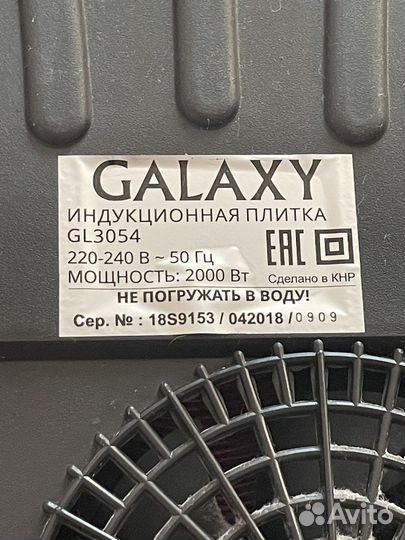 GALAXY
ИНДУКЦИОННАЯ ПЛИТКА
GL3054
220-240 В ~ 50 Гц
МОЩНОСТЬ: 2000 Вт
EAC
Сделано в КНР
НЕ ПОГРУЖАТЬ В ВОДУ!
Сер. № : 18S9153 / 042018 / 0909
Avito